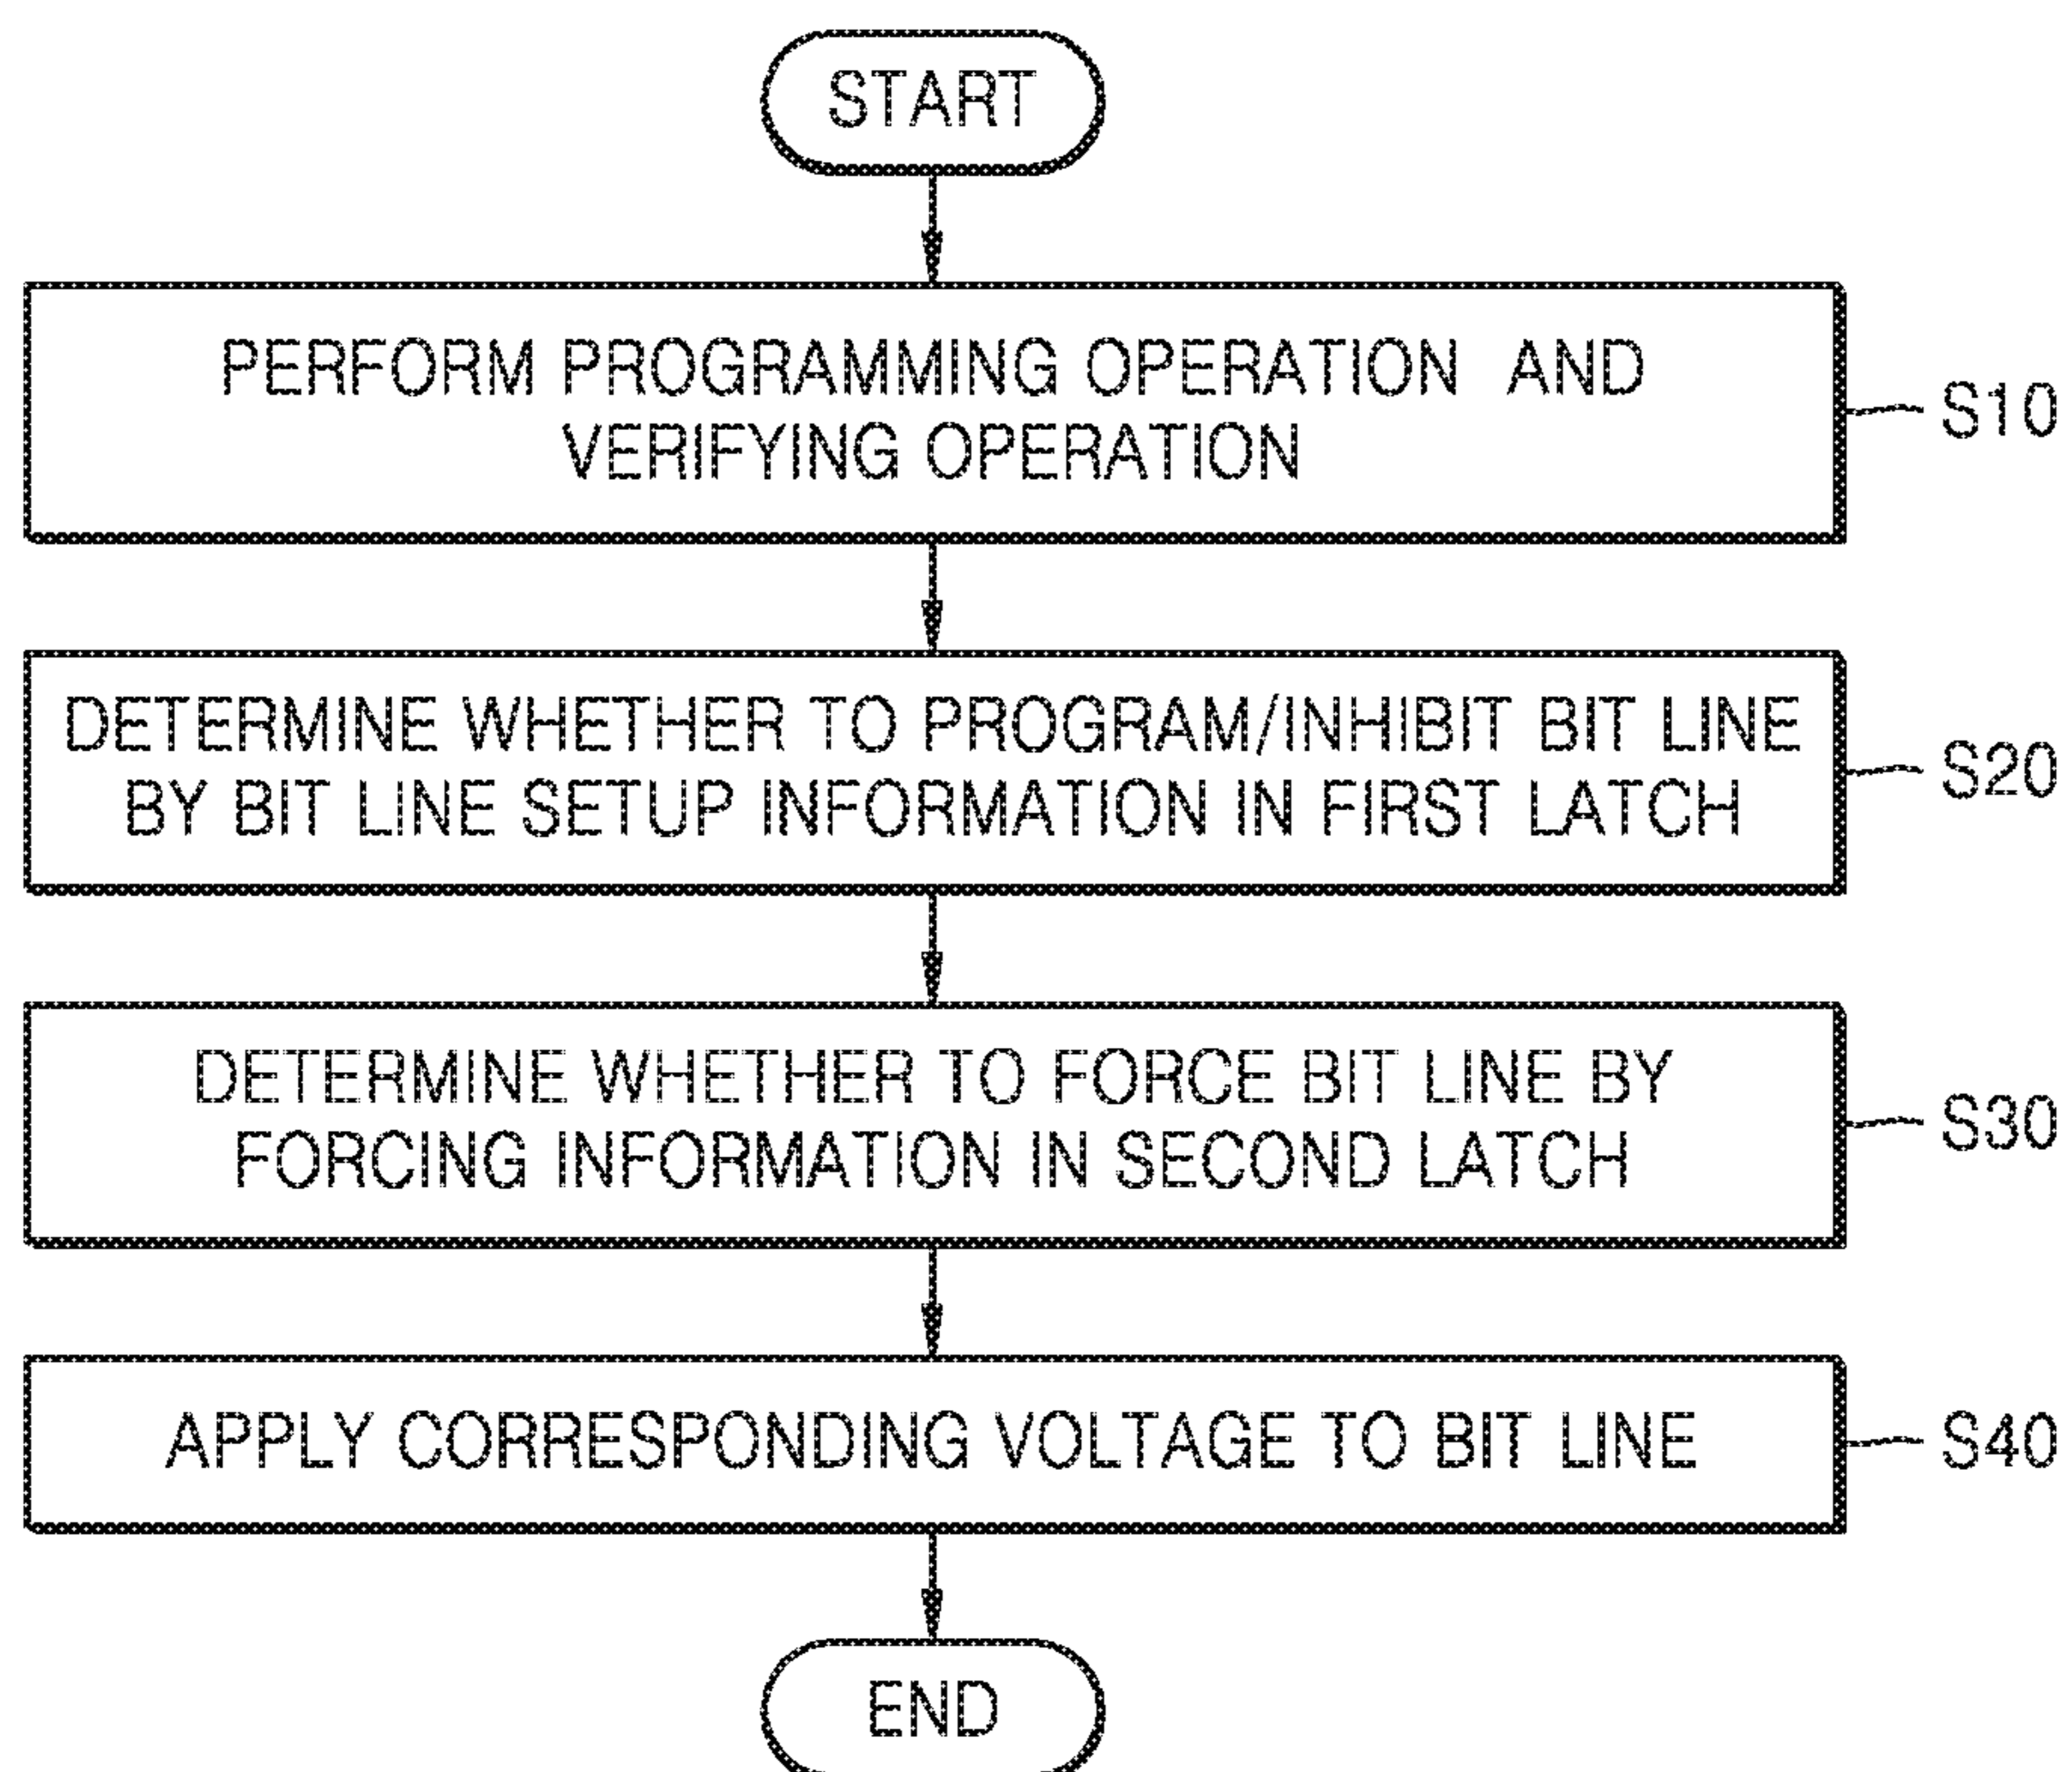 START
PERFORM PROGRAMMING OPERATION AND
VERIFYING OPERATION
S10
DETERMINE WHETHER TO PROGRAM/INHIBIT BIT LINE
BY BIT LINE SETUP INFORMATION IN FIRST LATCH
S20
DETERMINE WHETHER TO FORCE BIT LINE BY
FORCING INFORMATION IN SECOND LATCH
S30
APPLY CORRESPONDING VOLTAGE TO BIT LINE
S40
END